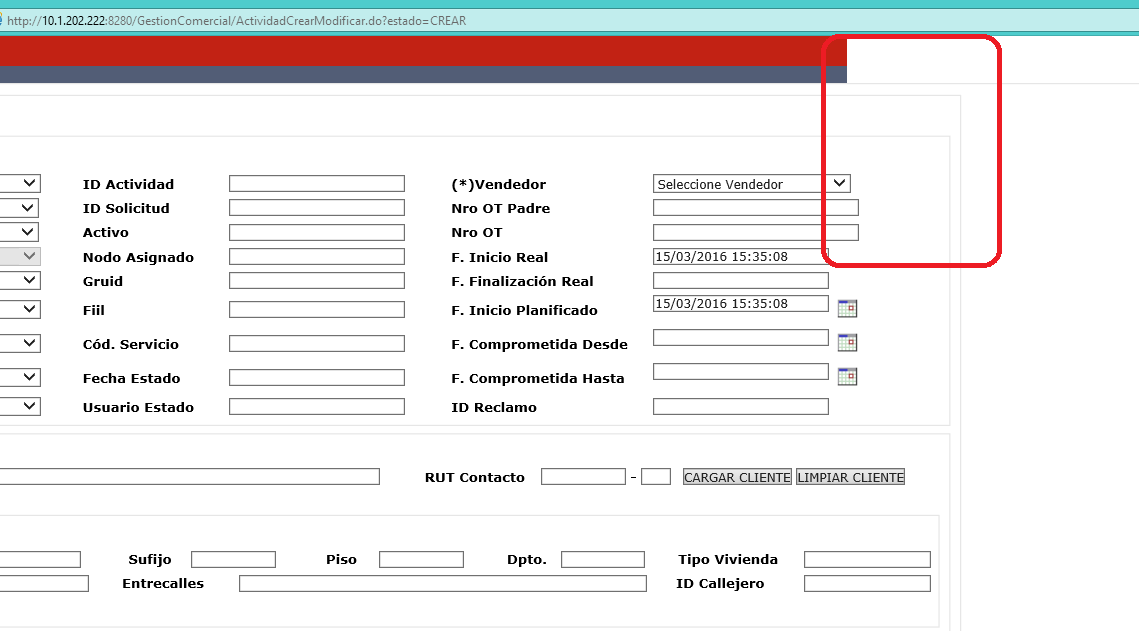 http://10.1.202.222:8280/GestionComercial/ActividadCrearModificar.do?estado=CREAR
ID Actividad (*)Vendedor Seleccione Vendedor
ID Solicitud Nro OT Padre
Activo Nro OT
Nodo Asignado F. Inicio Real 15/03/2016 15:35:08
Gruid F. Finalización Real
Fiil F. Inicio Planificado 15/03/2016 15:35:08
Cód. Servicio F. Comprometida Desde
Fecha Estado F. Comprometida Hasta
Usuario Estado ID Reclamo
RUT Contacto - CARGAR CLIENTE LIMPIAR CLIENTE
Sufijo Piso Dpto. Tipo Vivienda
Entrecalles ID Callejero